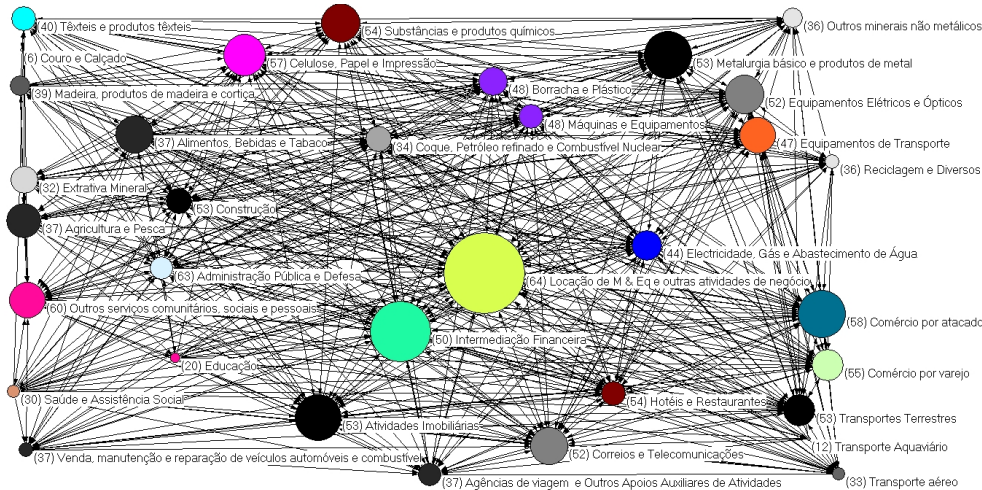 (40) Têxteis e produtos têxteis
(54) Substâncias e produtos químicos
(36) Outros minerais não metálicos
(6) Couro e Calçado
(57) Celulose, Papel e Impressão
(53) Metalurgia básico e produtos de metal
(39) Madeira, produtos de madeira e cortiça
(48) Borracha e Plástico
(52) Equipamentos Elétricos e Ópticos
(48) Máquinas e Equipamentos
(37) Alimentos, Bebidas e Tabaco
(34) Coque, Petróleo refinado e Combustível Nuclear
(47) Equipamentos de Transporte
(36) Reciclagem e Diversos
(32) Extrativa Mineral
(53) Construção
(37) Agricultura e Pesca
(44) Electricidade, Gás e Abastecimento de Água
(63) Administração Pública e Defesa
(64) Locação de M & Eq e outras atividades de negócio
(60) Outros serviços comunitários, sociais e pessoais
(58) Comércio por atacado
(50) Intermediação Financeira
(20) Educação
(55) Comércio por varejo
(30) Saúde e Assistência Social
(54) Hotéis e Restaurantes
(53) Atividades Imobiliárias
(53) Transportes Terrestres
(12) Transporte Aquaviário
(37) Venda, manutenção e reparação de veículos automóveis e combustível
(52) Correios e Telecomunicações
(37) Agências de viagem e Outros Apoios Auxiliares de Atividades
(33) Transporte aéreo